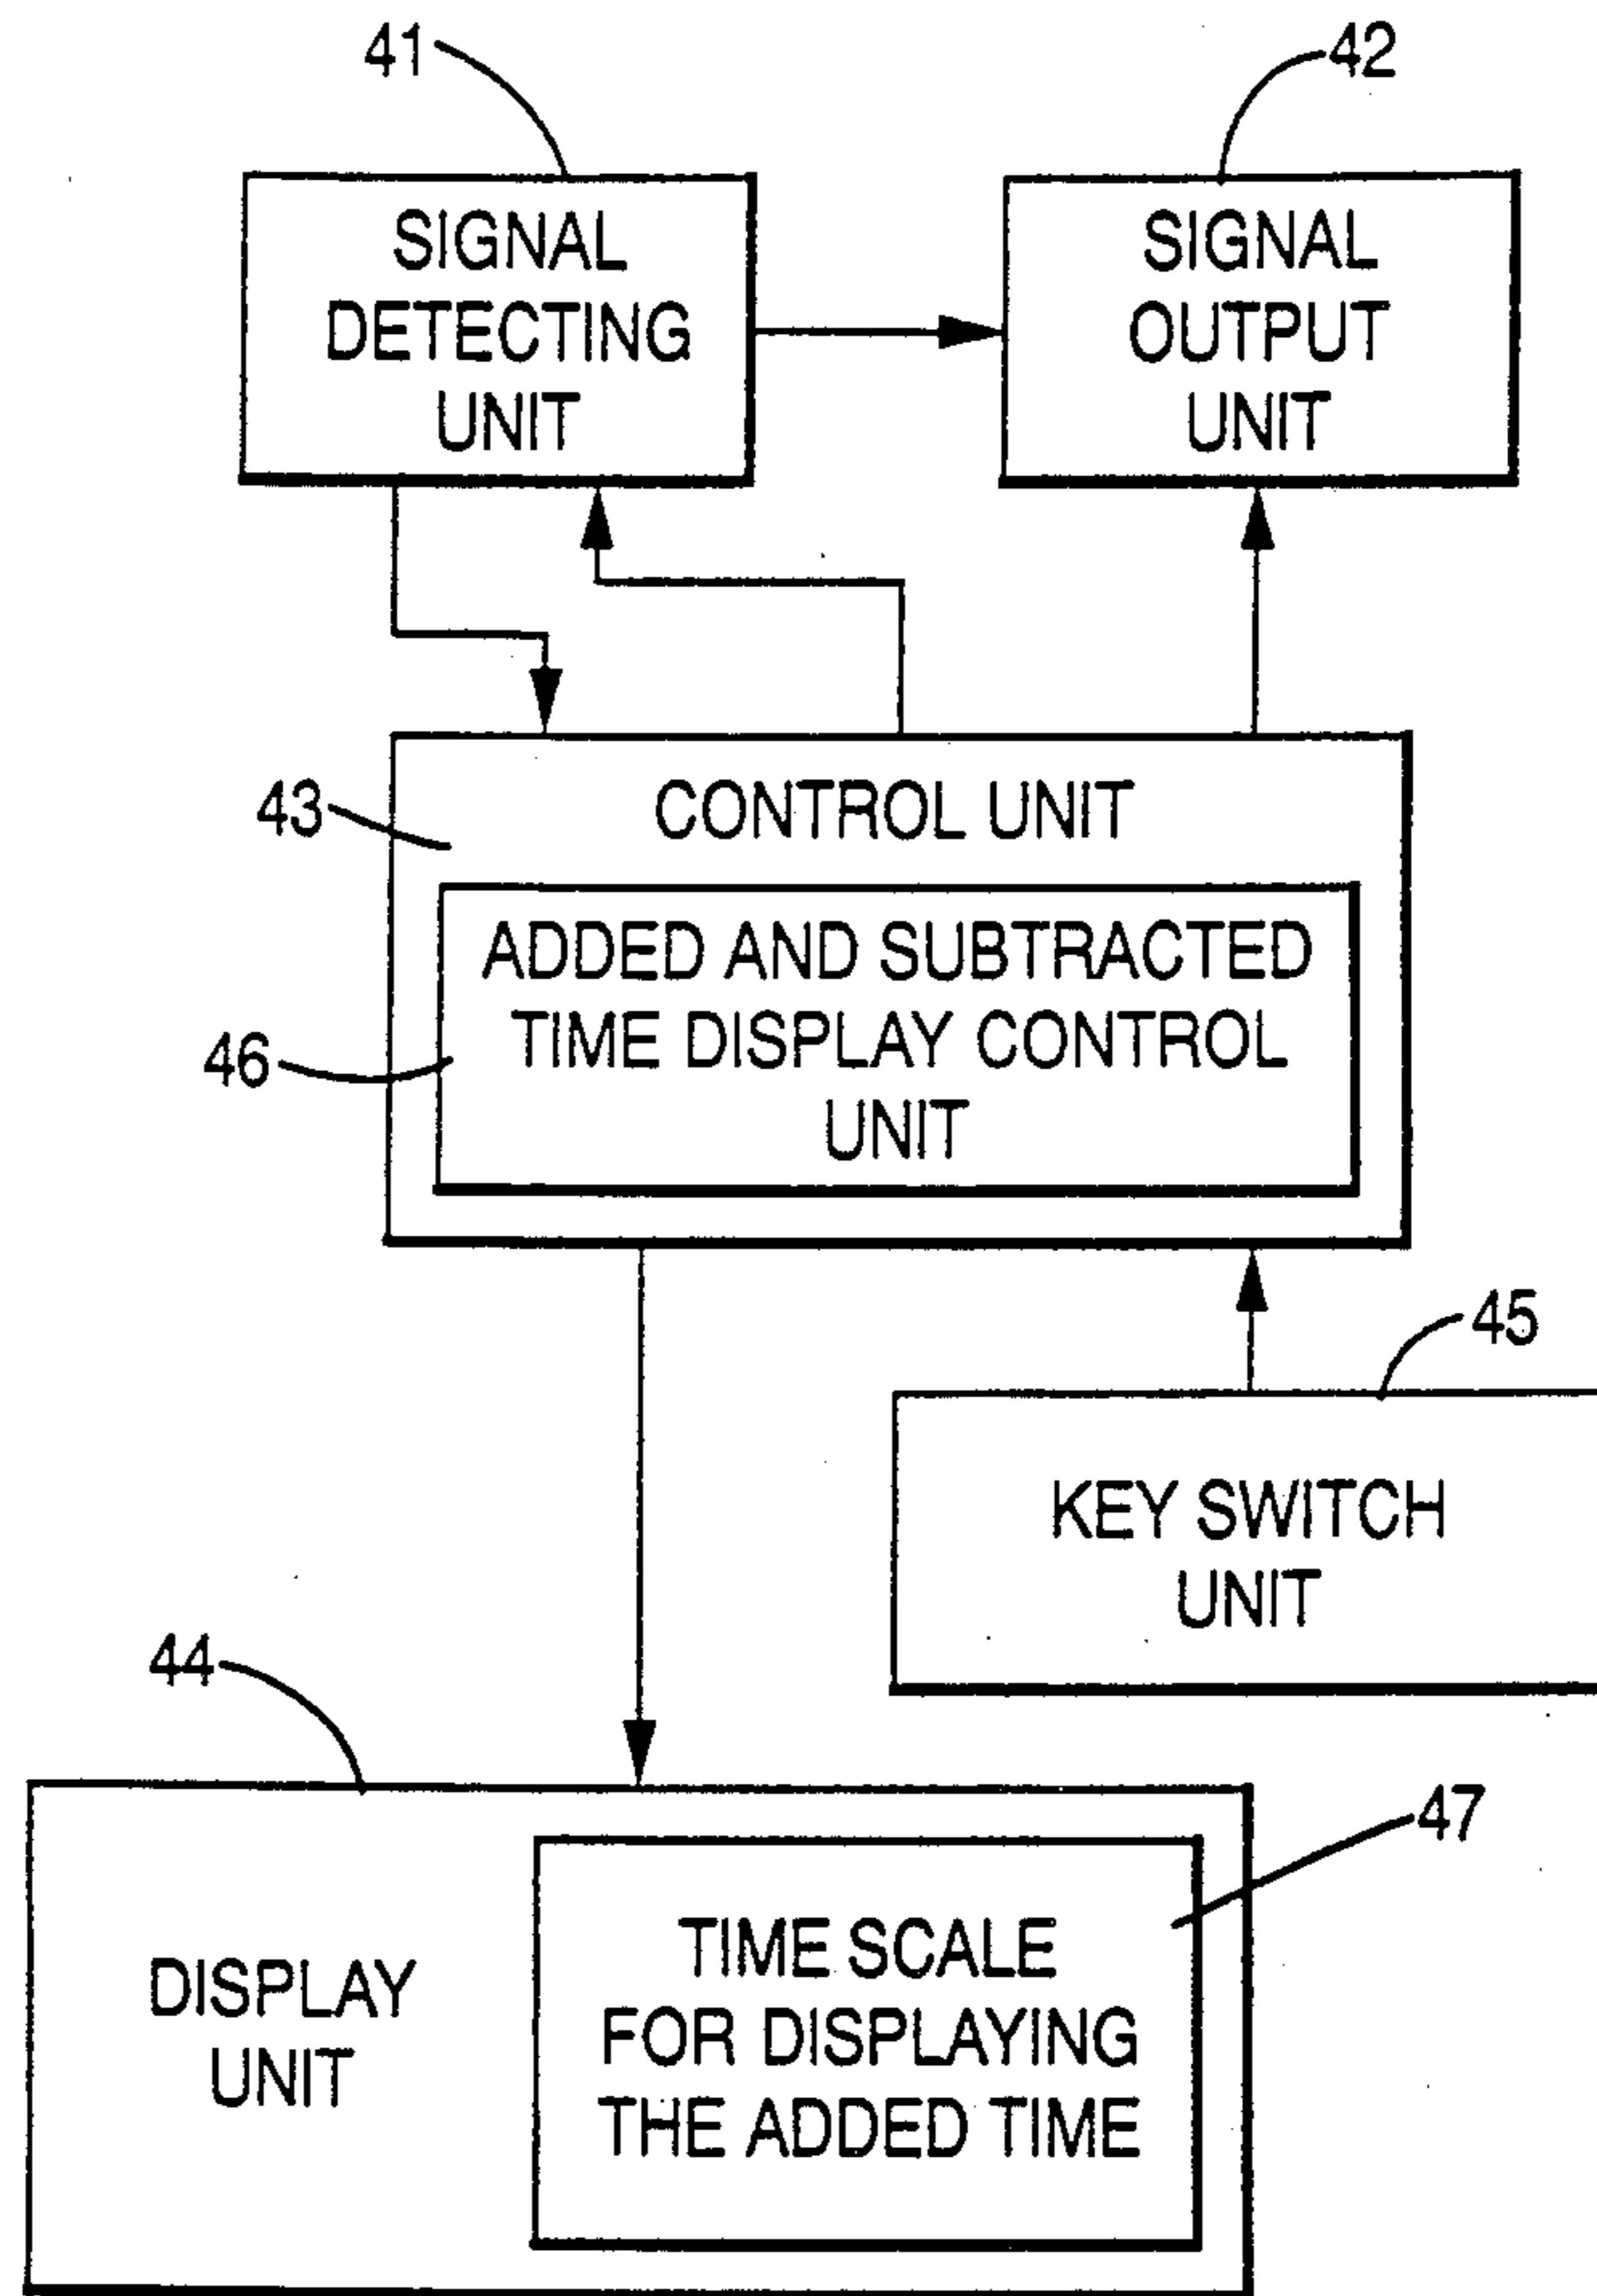 41
42
SIGNAL
DETECTING
UNIT
SIGNAL
OUTPUT
UNIT
43
CONTROL UNIT
46
ADDED AND SUBTRACTED
TIME DISPLAY CONTROL
UNIT
45
KEY SWITCH
UNIT
44
47
DISPLAY
UNIT
TIME SCALE
FOR DISPLAYING
THE ADDED TIME